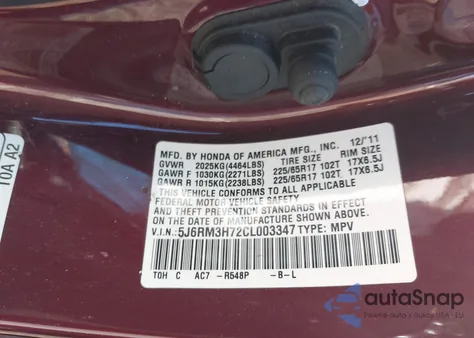 MFD. BY HONDA OF AMERICA MFG., INC. 12/'11
GVWR 2025KG(4464LBS) TIRE SIZE RIM SIZE
GAWR F 1030KG(2271LBS) 225/65R17 102T 17X6.5J
GAWR R 1015KG(2238LBS) 225/65R17 102T 17X6.5J
THIS VEHICLE CONFORMS TO ALL APPLICABLE
FEDERAL MOTOR VEHICLE SAFETY AND
THEFT PREVENTION STANDARDS IN EFFECT ON
THE DATE OF MANUFACTURE SHOWN ABOVE.
V.I.N: 5J6RM3H72CL003347 TYPE: MPV
TOH C AC7 -R548P -B-L
10A A2
autoSnap